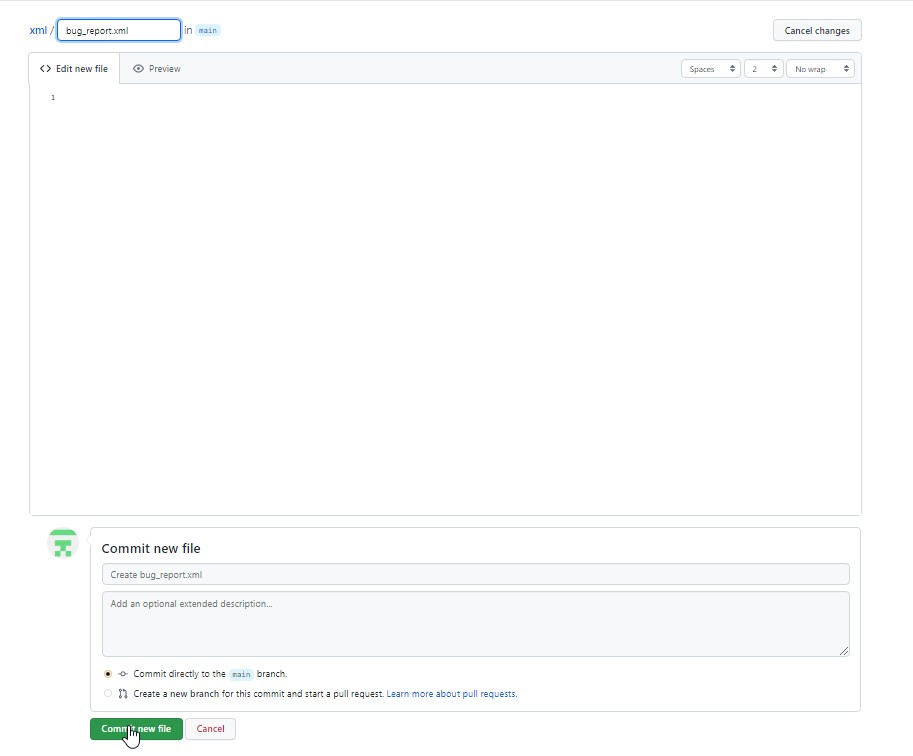 xml / bug_report.xml in main Cancel changes
<> Edit new file Preview Spaces 2 No wrap
1
Commit new file
Create bug_report.xml
Add an optional extended description...
Commit directly to the main branch.
Create a new branch for this commit and start a pull request. Learn more about pull requests.
Commit new file Cancel